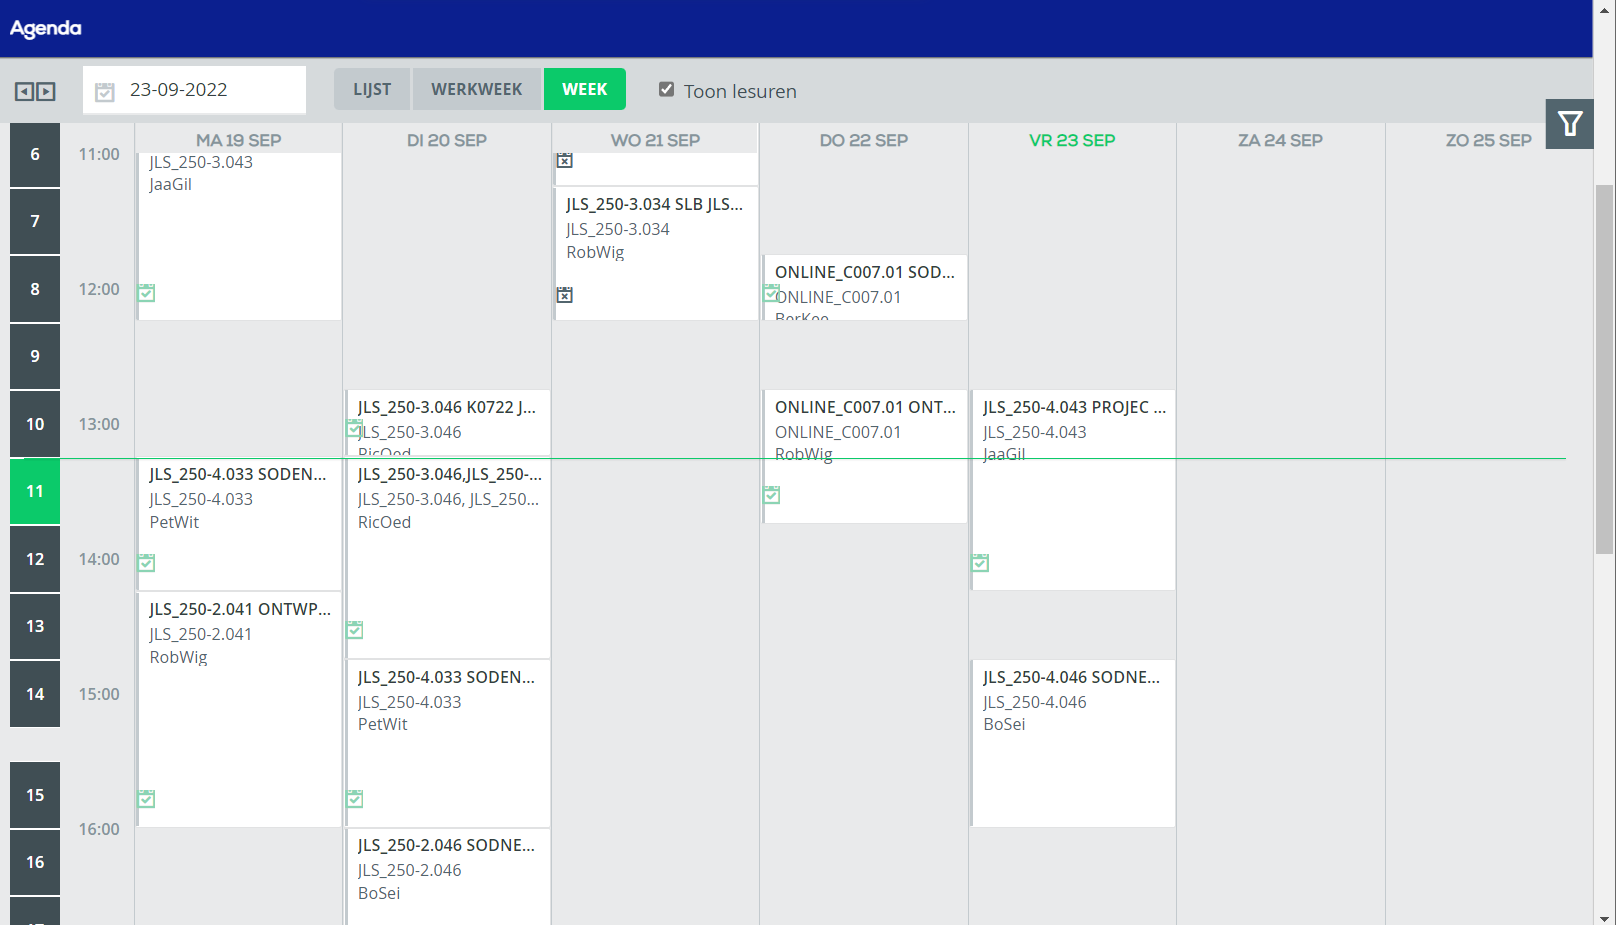 Agenda
23-09-2022
LIJST
WERKWEEK
WEEK
Toon lesuren
MA 19 SEP
DI 20 SEP
WO 21 SEP
DO 22 SEP
VR 23 SEP
ZA 24 SEP
ZO 25 SEP
6
7
8
9
10
11
12
13
14
15
16
11:00
12:00
13:00
14:00
15:00
16:00
JLS_250-3.043
JaaGil
JLS_250-4.033 SODEN...
JLS_250-4.033
PetWit
JLS_250-2.041 ONTWP...
JLS_250-2.041
RobWig
JLS_250-3.046 K0722 J...
JLS_250-3.046
RicOed
JLS_250-3.046,JLS_250-...
JLS_250-3.046, JLS_250...
RicOed
JLS_250-4.033 SODEN...
JLS_250-4.033
PetWit
JLS_250-2.046 SODNE...
JLS_250-2.046
BoSei
JLS_250-3.034 SLB JLS...
JLS_250-3.034
RobWig
ONLINE_C007.01 SOD...
ONLINE_C007.01
BerKee
ONLINE_C007.01 ONT...
ONLINE_C007.01
RobWig
JLS_250-4.043 PROJEC ...
JLS_250-4.043
JaaGil
JLS_250-4.046 SODNE...
JLS_250-4.046
BoSei